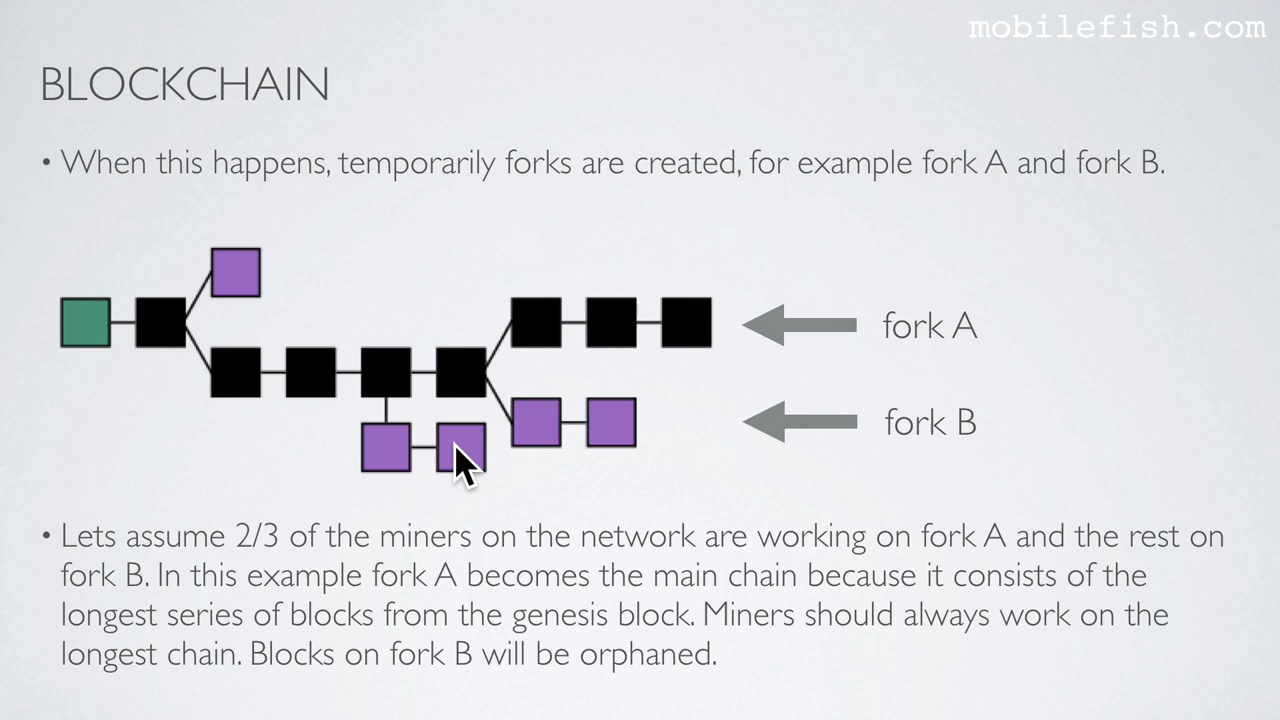 mobilefish.com
BLOCKCHAIN
• When this happens, temporarily forks are created, for example fork A and fork B.
fork A
fork B
• Lets assume 2/3 of the miners on the network are working on fork A and the rest on
fork B. In this example fork A becomes the main chain because it consists of the
longest series of blocks from the genesis block. Miners should always work on the
longest chain. Blocks on fork B will be orphaned.